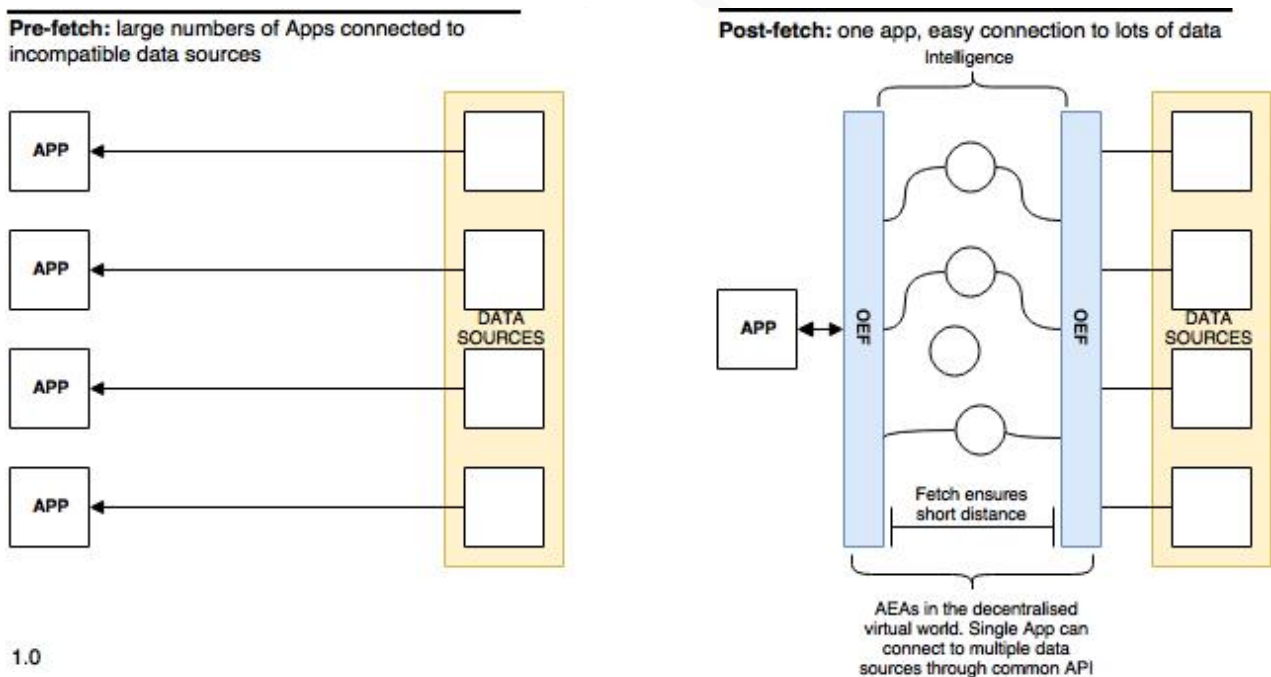 Pre-fetch: large numbers of Apps connected to
incompatible data sources
APP
APP
APP
APP
DATA
SOURCES
1.0
Post-fetch: one app, easy connection to lots of data
Intelligence
APP
OEF
OEF
DATA
SOURCES
Fetch ensures
short distance
AEAs in the decentralised
virtual world. Single App can
connect to multiple data
sources through common API